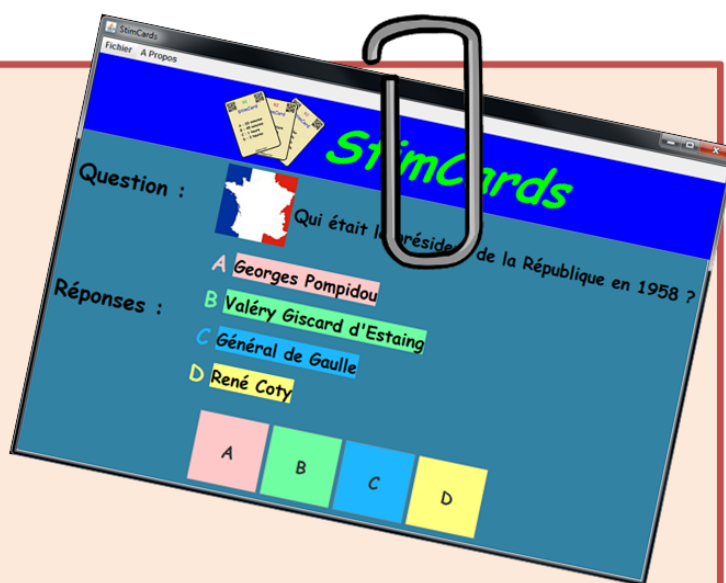 StimCards
Fichier A Propos
StimCards
Question :
Qui était le président de la République en 1958 ?
A Georges Pompidou
Réponses :
B Valéry Giscard d'Estaing
C Général de Gaulle
D René Coty
A B C D